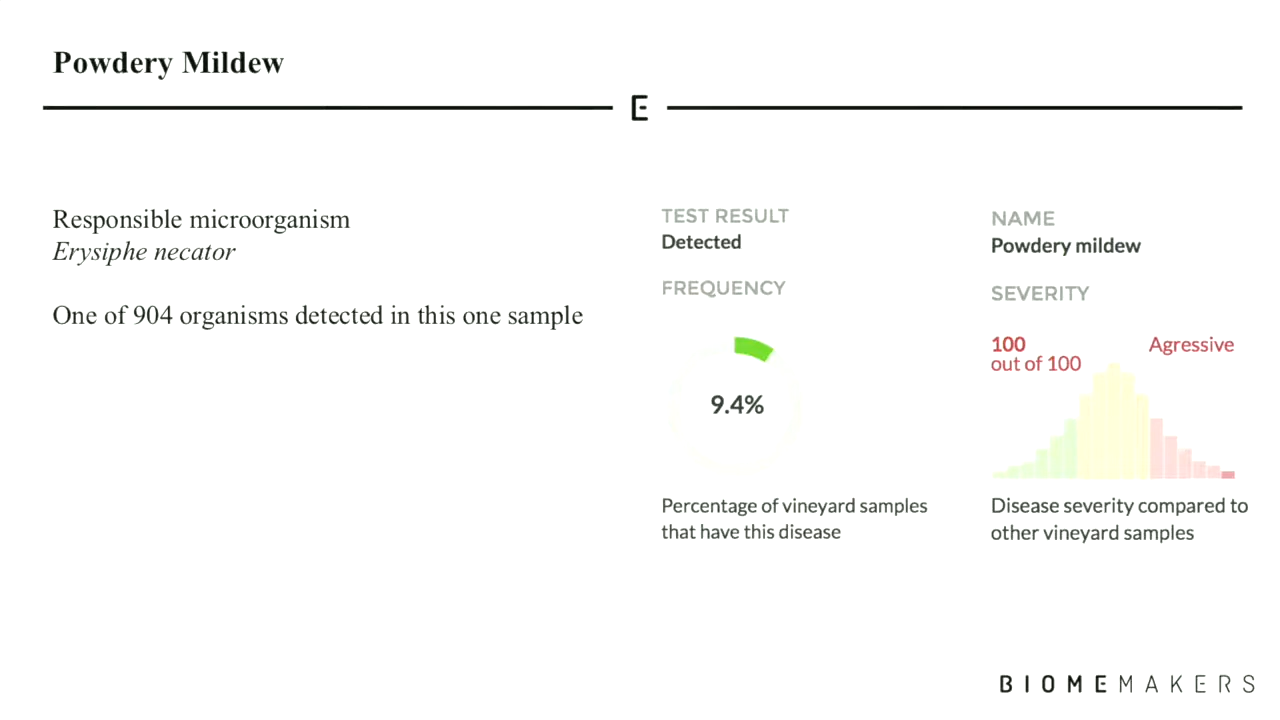 Powdery Mildew
E
Responsible microorganism
Erysiphe necator
One of 904 organisms detected in this one sample
TEST RESULT
Detected
FREQUENCY
9.4%
Percentage of vineyard samples
that have this disease
NAME
Powdery mildew
SEVERITY
100
out of 100
Agressive
Disease severity compared to
other vineyard samples
BIOMEMAKERS